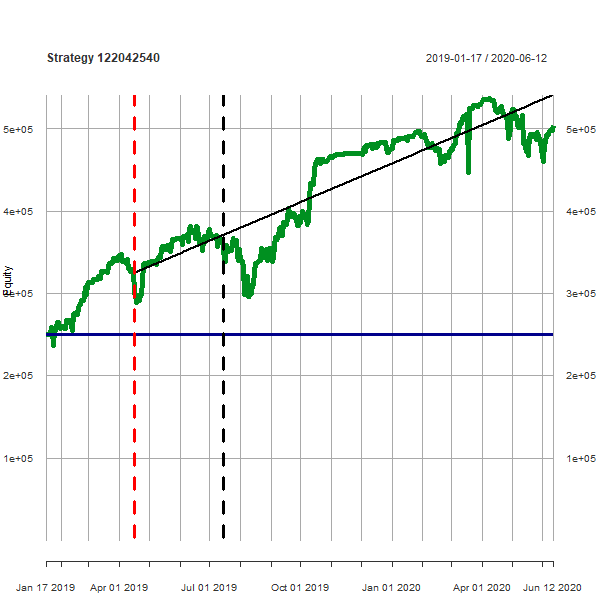 Strategy 122042540
2019-01-17 / 2020-06-12
5e+05
5e+05
4e+05
4e+05
Equity
3e+05
3e+05
2e+05
2e+05
1e+05
1e+05
Jan 17 2019
Apr 01 2019
Jul 01 2019
Oct 01 2019
Jan 01 2020
Apr 01 2020
Jun 12 2020